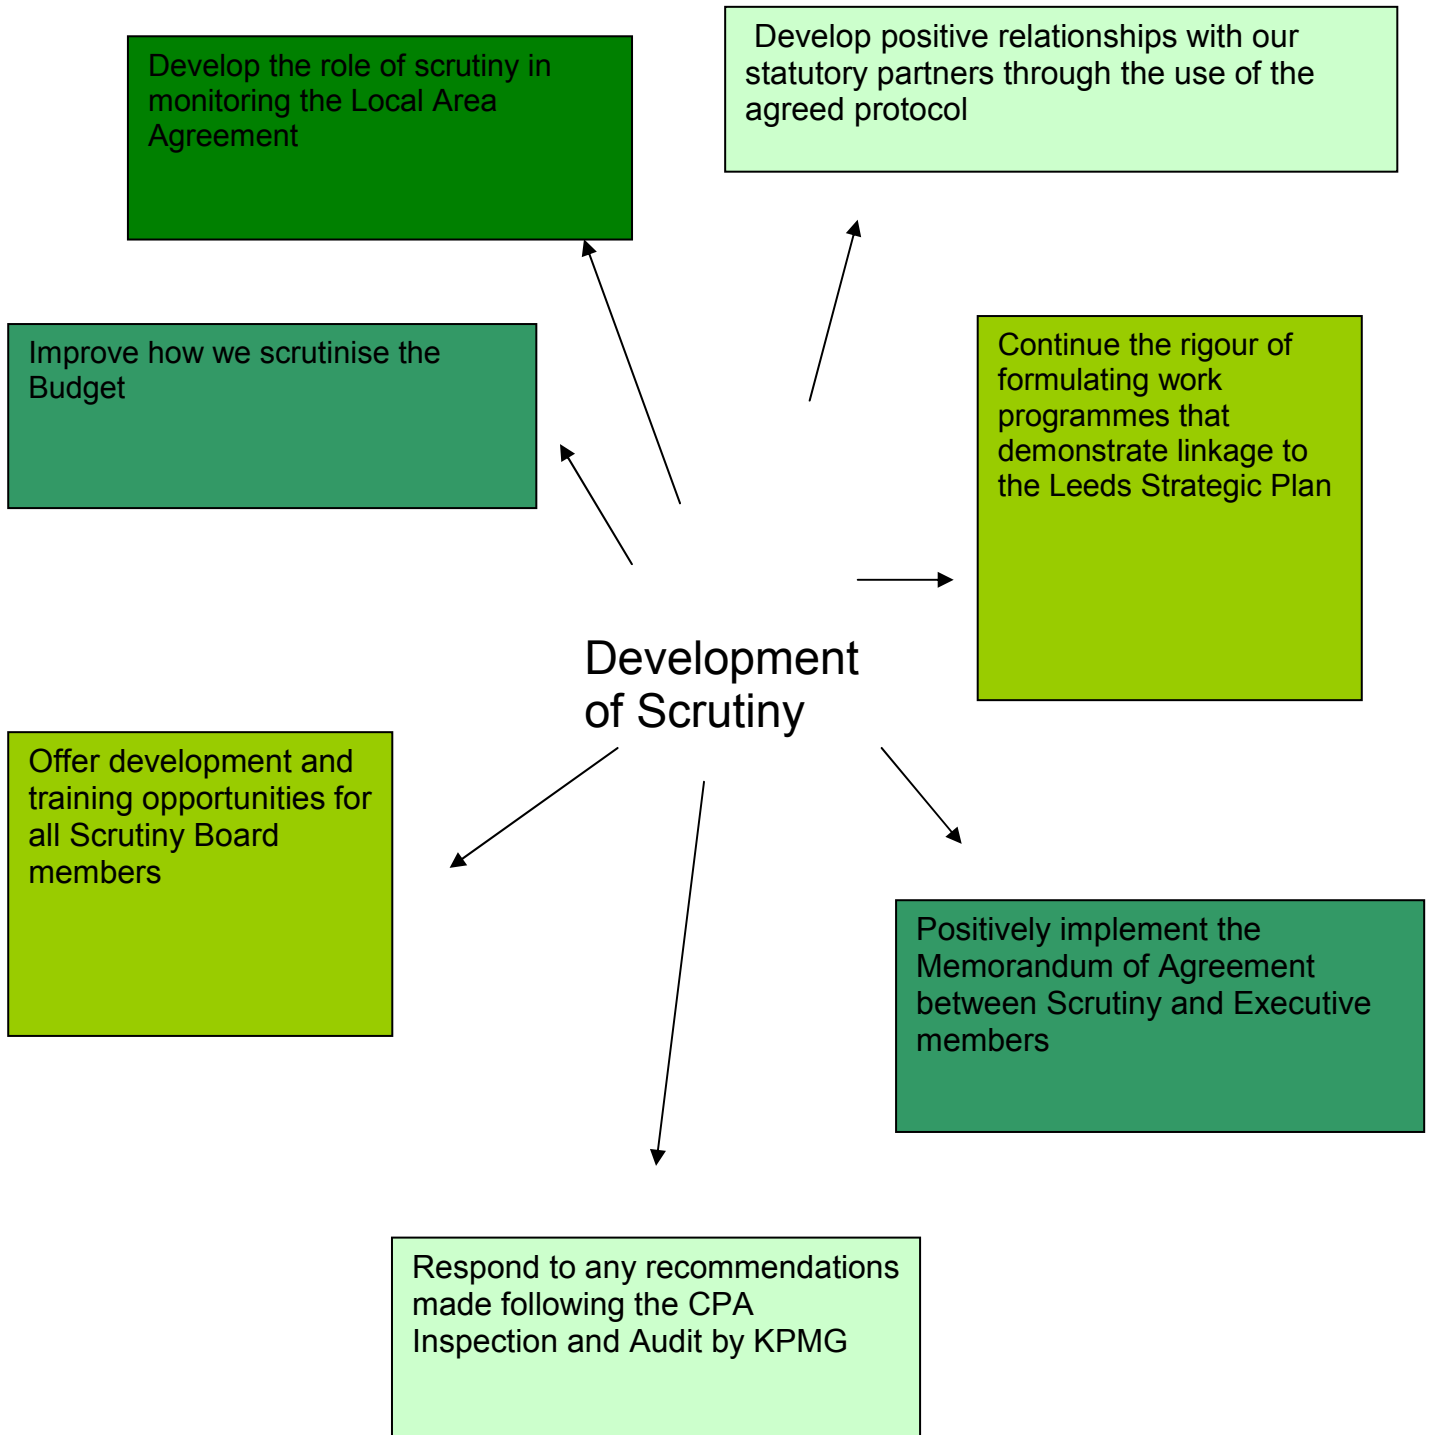 Develop the role of scrutiny in
monitoring the Local Area
Agreement
Develop positive relationships with our
statutory partners through the use of the
agreed protocol
Improve how we scrutinise the
Budget
Continue the rigour of
formulating work
programmes that
demonstrate linkage to
the Leeds Strategic Plan
Development
of Scrutiny
Offer development and
training opportunities for
all Scrutiny Board
members
Positively implement the
Memorandum of Agreement
between Scrutiny and Executive
members
Respond to any recommendations
made following the CPA
Inspection and Audit by KPMG